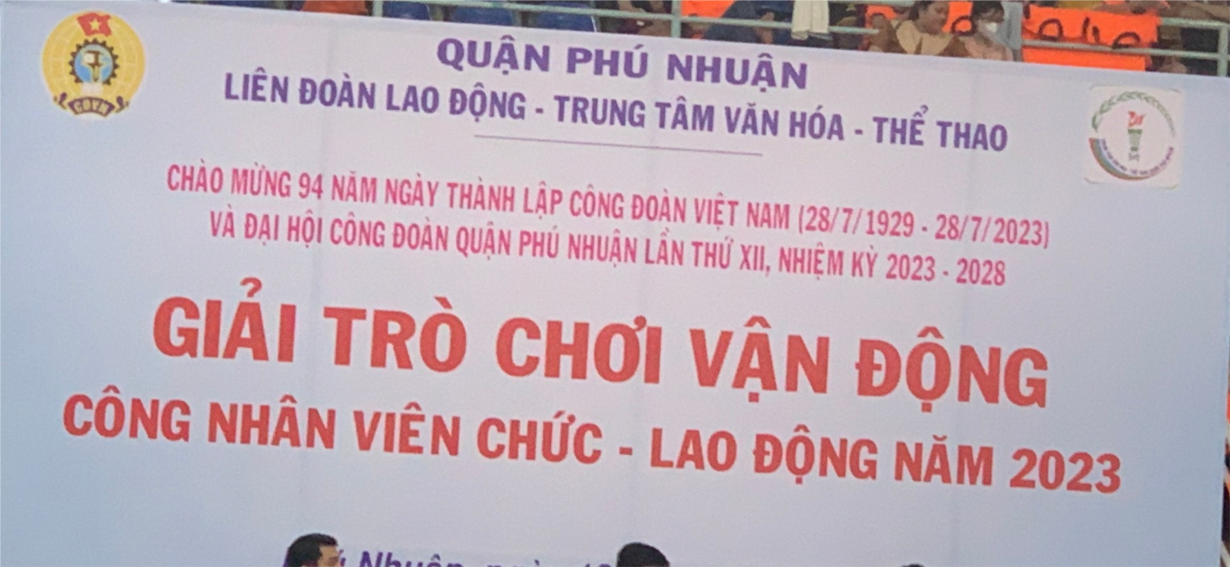 QUẬN PHÚ NHUẬN
LIÊN ĐOÀN LAO ĐỘNG - TRUNG TÂM VĂN HÓA - THỂ THAO
CHÀO MỪNG 94 NĂM NGÀY THÀNH LẬP CÔNG ĐOÀN VIỆT NAM (28/7/1929 - 28/7/2023)
VÀ ĐẠI HỘI CÔNG ĐOÀN QUẬN PHÚ NHUẬN LẦN THỨ XII, NHIỆM KỲ 2023 - 2028
GIẢI TRÒ CHƠI VẬN ĐỘNG
CÔNG NHÂN VIÊN CHỨC - LAO ĐỘNG NĂM 2023
Nhuận, ngày